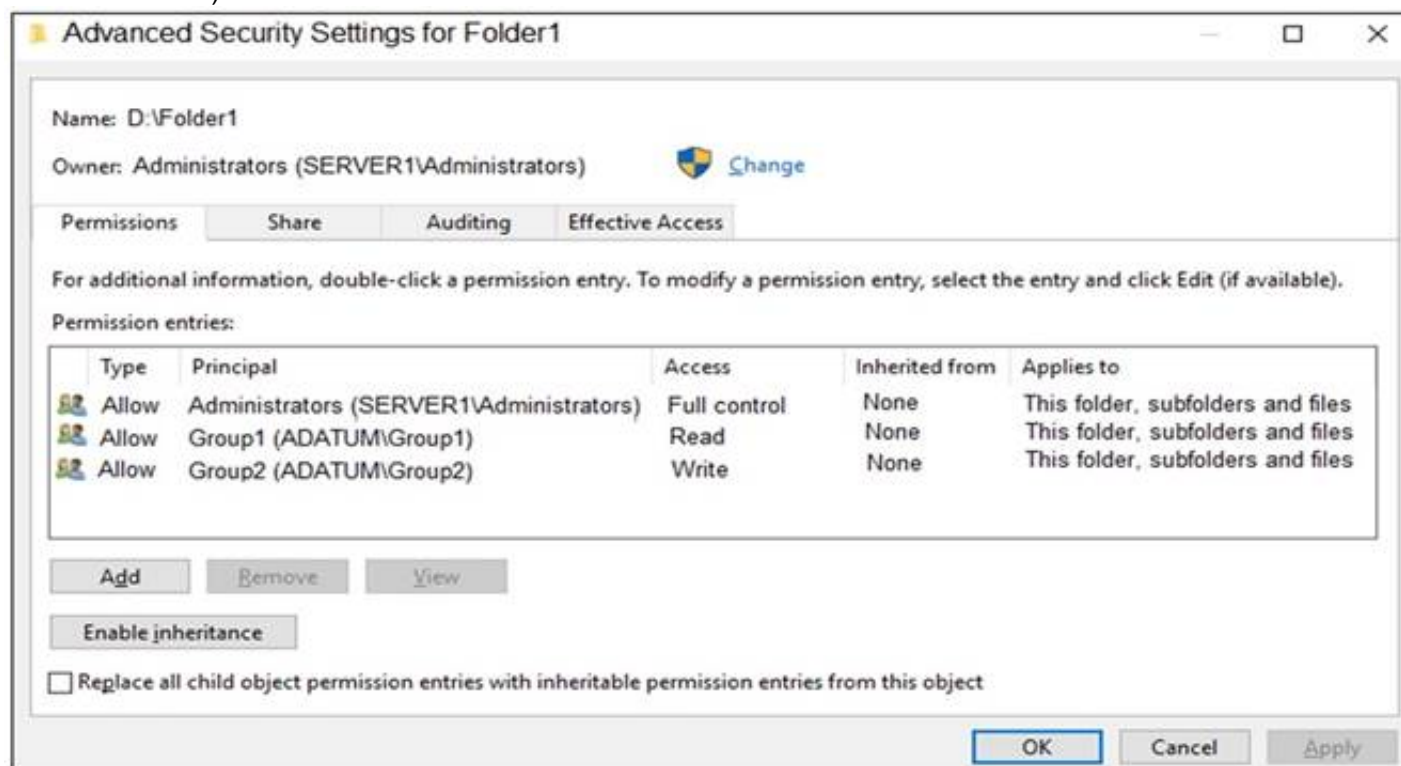 Advanced Security Settings for Folder1
Name: D:\Folder1
Owner: Administrators (SERVER1\Administrators) Change
Permissions Share Auditing Effective Access
For additional information, double-click a permission entry. To modify a permission entry, select the entry and click Edit (if available).
Permission entries:
Type Principal Access Inherited from Applies to
Allow Administrators (SERVER1\Administrators) Full control None This folder, subfolders and files
Allow Group1 (ADATUM\Group1) Read None This folder, subfolders and files
Allow Group2 (ADATUM\Group2) Write None This folder, subfolders and files
Add Remove View
Enable inheritance
Replace all child object permission entries with inheritable permission entries from this object
OK Cancel Apply